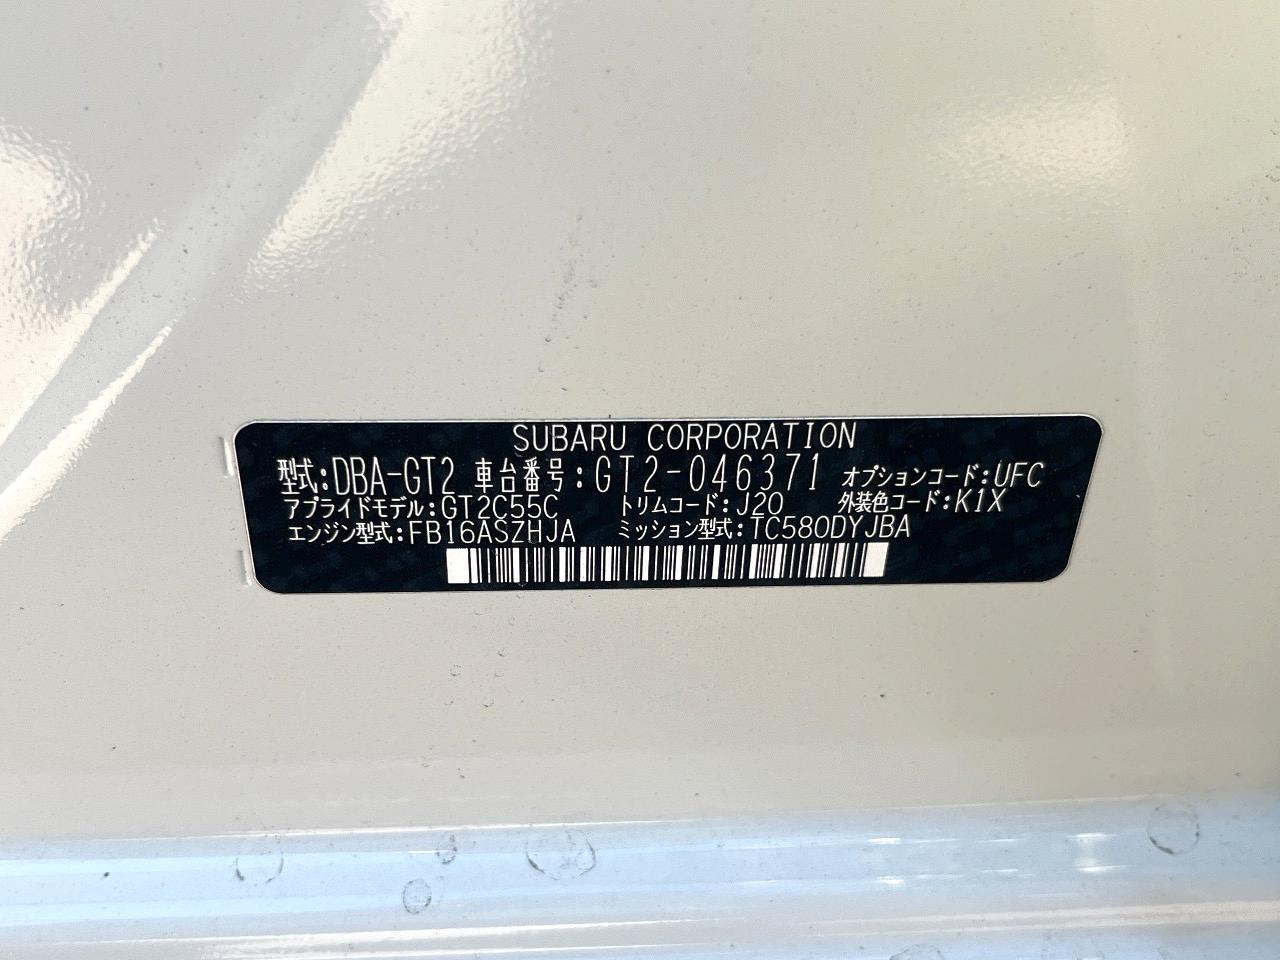 SUBARU CORPORATION
型式:DBA-GT2 車台番号:GT2-046371 オプションコード:UFC
アプライドモデル:GT2C55C トリムコード:J20 外装色コード:K1X
エンジン型式:FB16ASZHJA ミッション型式:TC580DYJBA